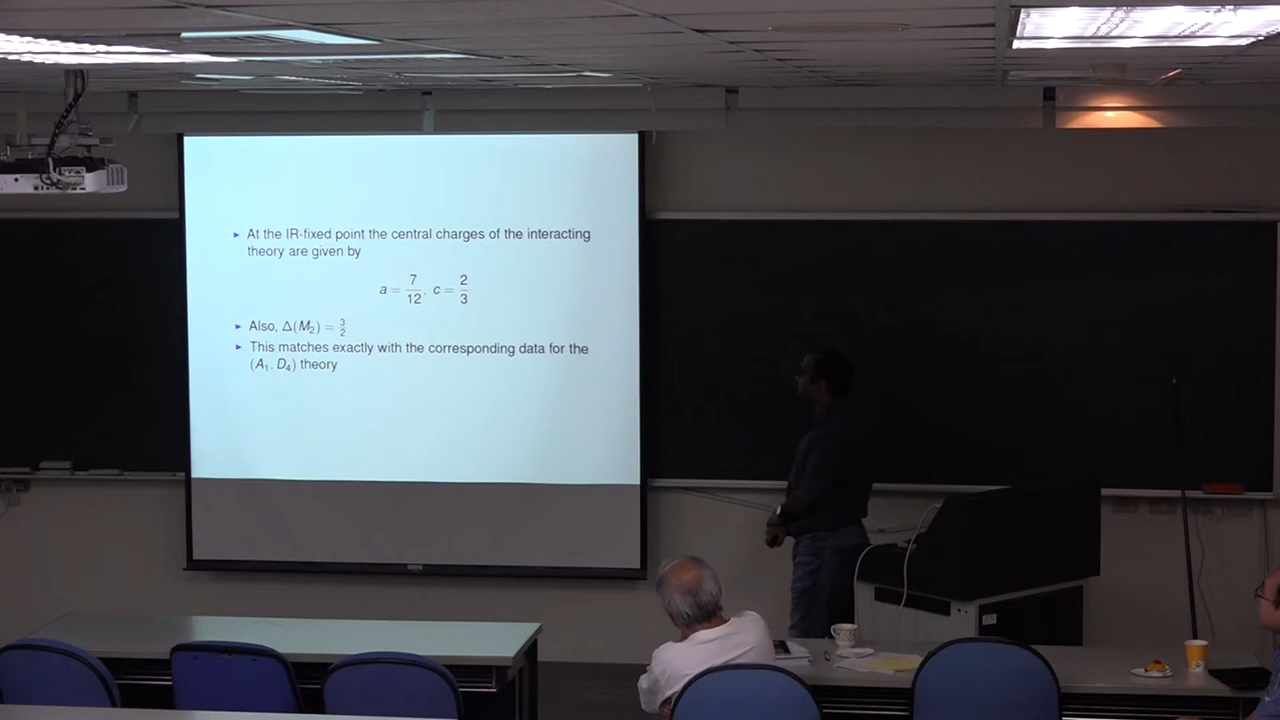 ▸ At the IR-fixed point the central charges of the interacting
theory are given by
a = 7/12, c = 2/3
▸ Also, Δ(M₂) = 3/2
▸ This matches exactly with the corresponding data for the
(A₁, D₄) theory